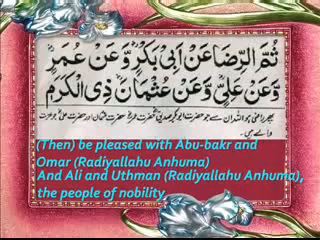 ثُمَّ الرِّضَا عَنْ اَبِيْ بَكْرٍ وَّعَنْ عُمَرٍ
وَّعَنْ عَلِيٍّ وَّعَنْ عُثْمَانَ ذِي الْكَرَمِ
(Then) be pleased with Abu-bakr and
Omar (Radiyallahu Anhuma)
And Ali and Uthman (Radiyallahu Anhuma),
the people of nobility,